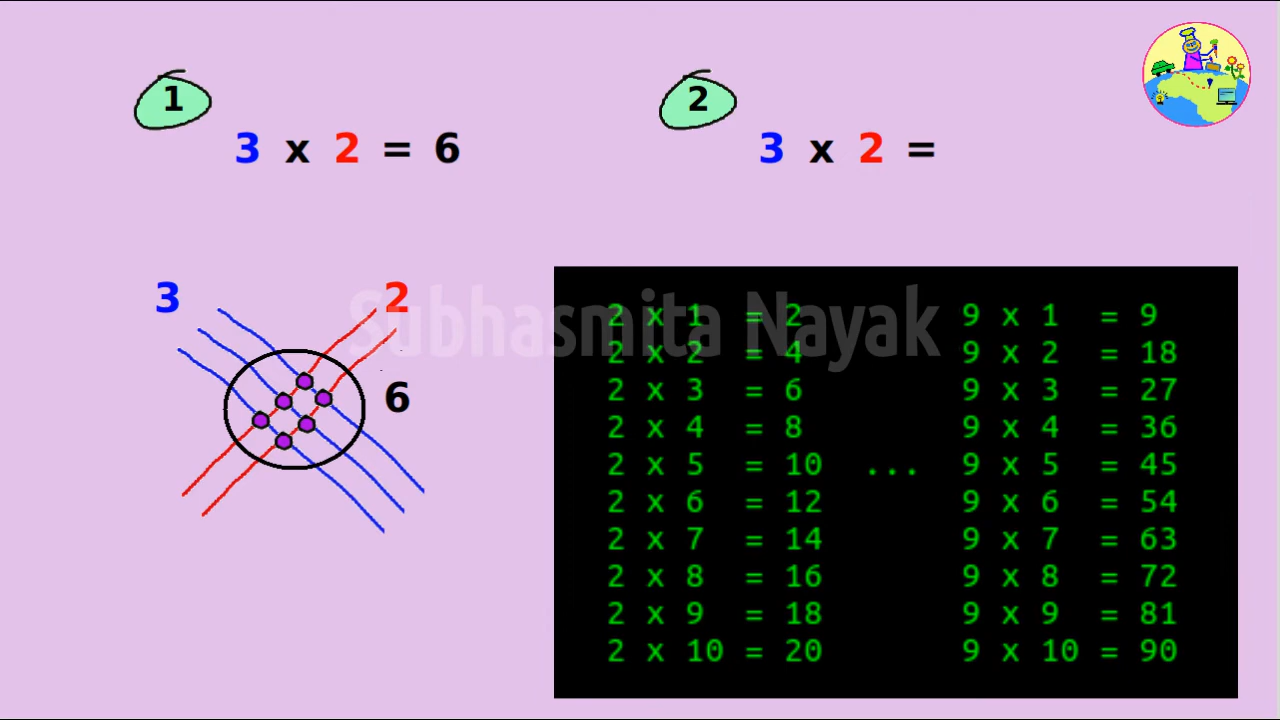 1
3 x 2 = 6
2
3 x 2 =
3
2
6
Subhasmita Nayak
2 x 1 = 2
2 x 2 = 4
2 x 3 = 6
2 x 4 = 8
2 x 5 = 10 ...
2 x 6 = 12
2 x 7 = 14
2 x 8 = 16
2 x 9 = 18
2 x 10 = 20
9 x 1 = 9
9 x 2 = 18
9 x 3 = 27
9 x 4 = 36
9 x 5 = 45
9 x 6 = 54
9 x 7 = 63
9 x 8 = 72
9 x 9 = 81
9 x 10 = 90